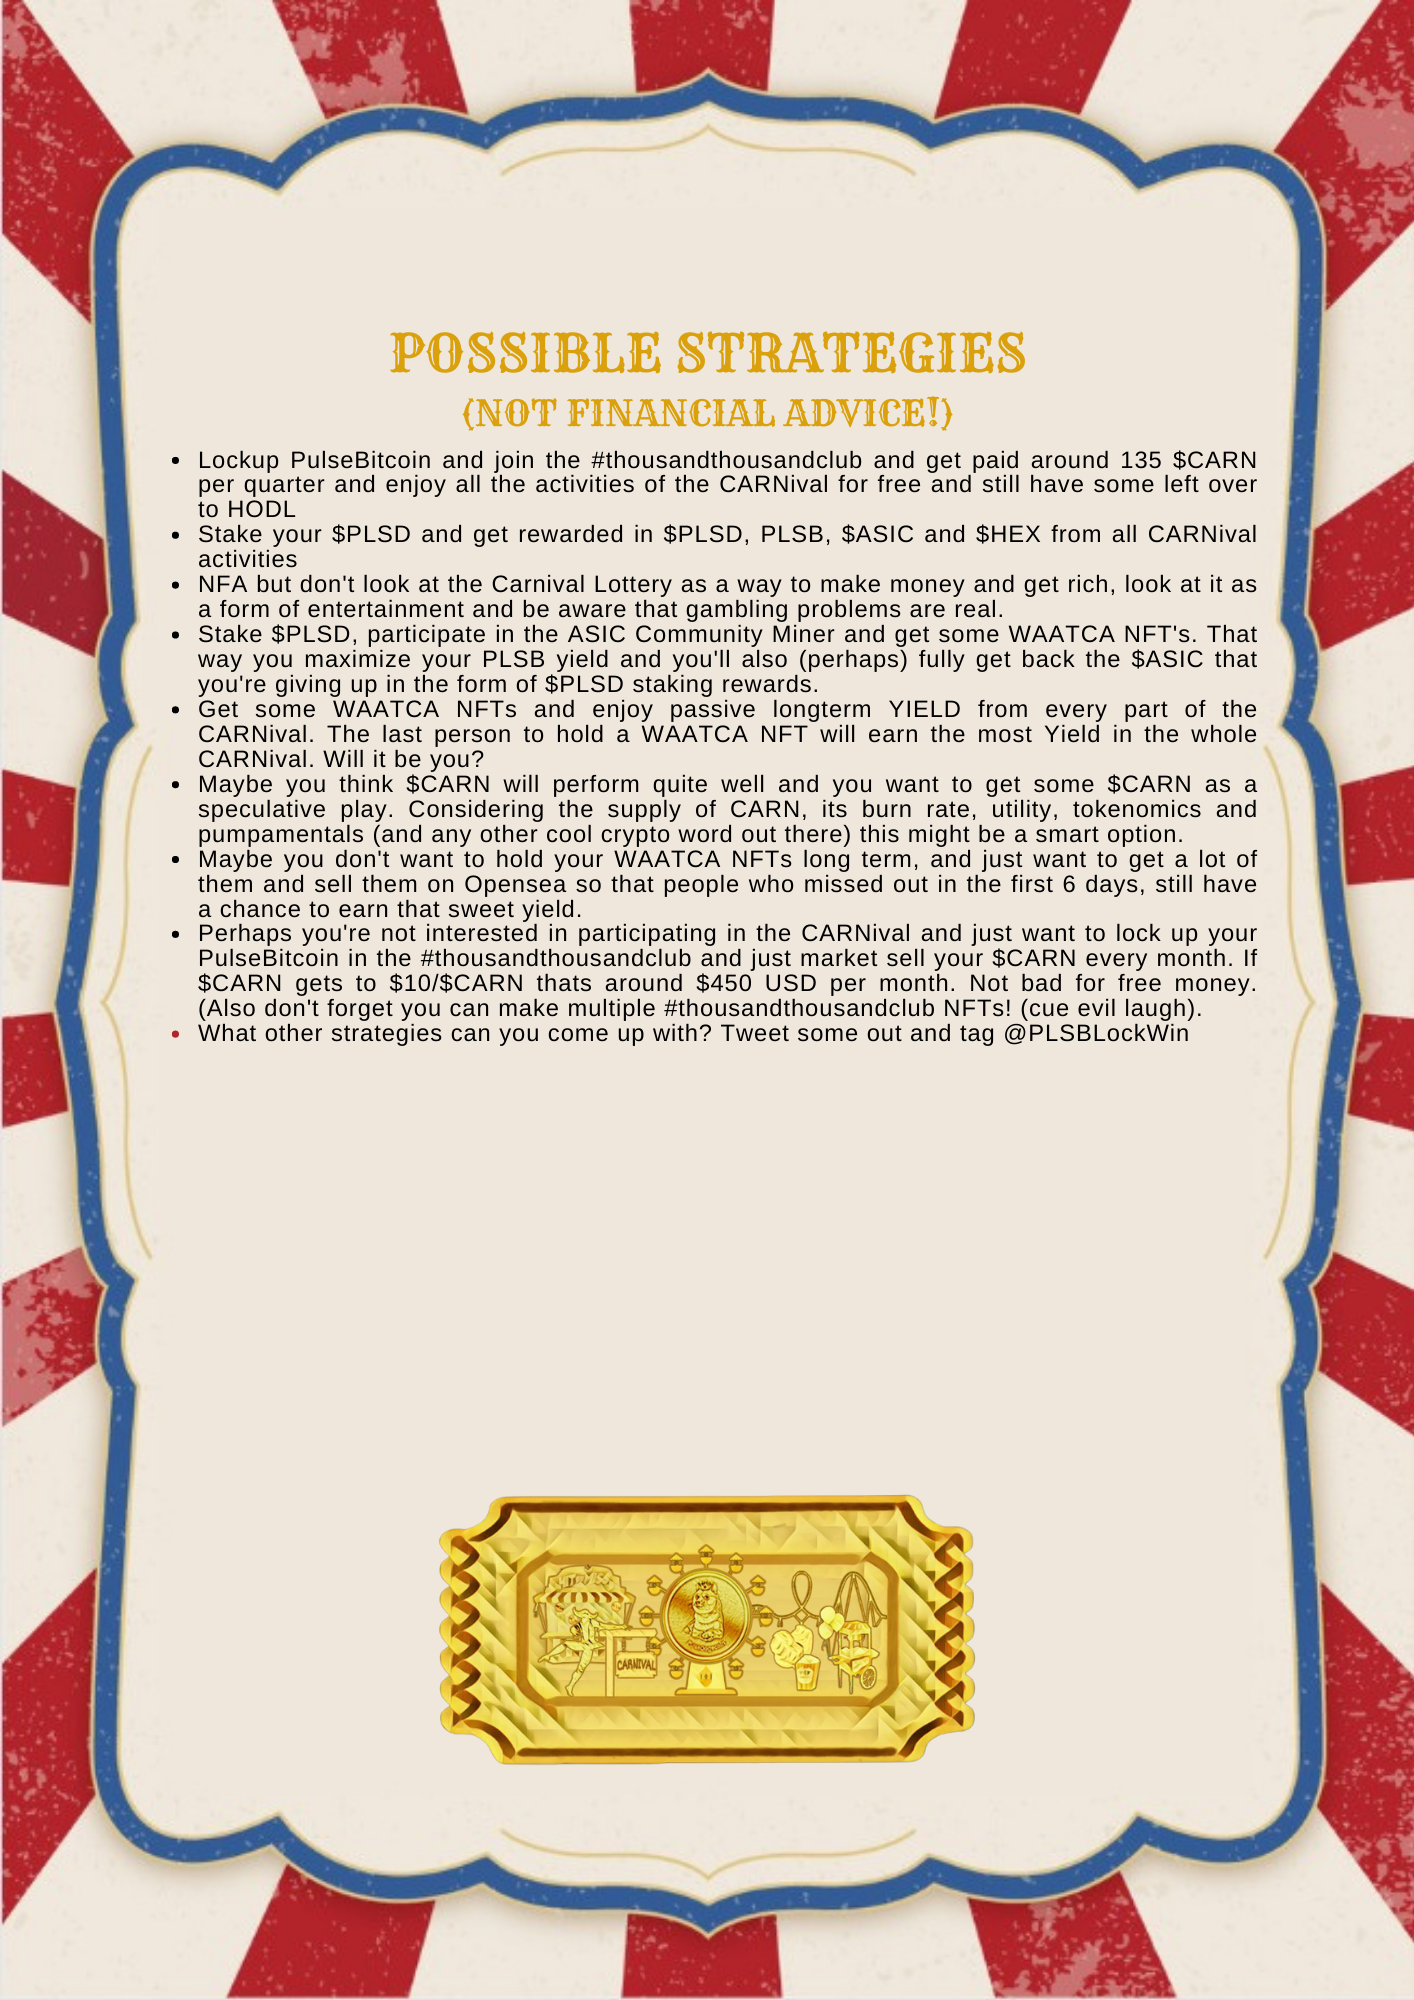 POSSIBLE STRATEGIES
(NOT FINANCIAL ADVICE!)
• Lockup PulseBitcoin and join the #thousandthousandclub and get paid around 135 $CARN
per quarter and enjoy all the activities of the CARNival for free and still have some left over
to HODL
• Stake your $PLSD and get rewarded in $PLSD, PLSB, $ASIC and $HEX from all CARNival
activities
• NFA but don't look at the Carnival Lottery as a way to make money and get rich, look at it as
a form of entertainment and be aware that gambling problems are real.
• Stake $PLSD, participate in the ASIC Community Miner and get some WAATCA NFT's. That
way you maximize your PLSB yield and you'll also (perhaps) fully get back the $ASIC that
you're giving up in the form of $PLSD staking rewards.
• Get some WAATCA NFTs and enjoy passive longterm YIELD from every part of the
CARNival. The last person to hold a WAATCA NFT will earn the most Yield in the whole
CARNival. Will it be you?
• Maybe you think $CARN will perform quite well and you want to get some $CARN as a
speculative play. Considering the supply of CARN, its burn rate, utility, tokenomics and
pumpamentals (and any other cool crypto word out there) this might be a smart option.
• Maybe you don't want to hold your WAATCA NFTs long term, and just want to get a lot of
them and sell them on Opensea so that people who missed out in the first 6 days, still have
a chance to earn that sweet yield.
• Perhaps you're not interested in participating in the CARNival and just want to lock up your
PulseBitcoin in the #thousandthousandclub and just market sell your $CARN every month. If
$CARN gets to $10/$CARN thats around $450 USD per month. Not bad for free money.
(Also don't forget you can make multiple #thousandthousandclub NFTs! (cue evil laugh).
• What other strategies can you come up with? Tweet some out and tag @PLSBLockWin
CARNIVAL